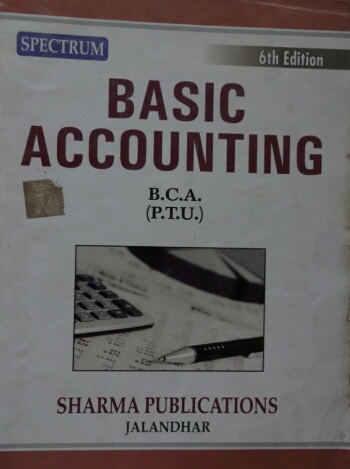 SPECTRUM
6th Edition
BASIC
ACCOUNTING
B.C.A.
(P.T.U.)
SHARMA PUBLICATIONS
JALANDHAR